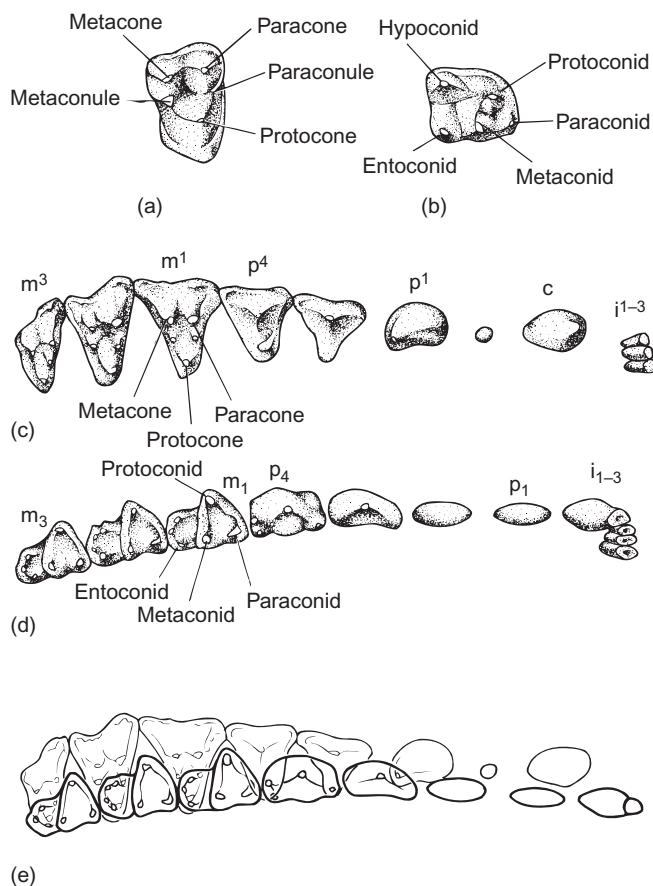 Metacone
Paracone
Paraconule
Metaconule
Protocone
(a)
Hypoconid
Protoconid
Paraconid
Entoconid
Metaconid
(b)
m³ m¹ p⁴ p¹ c i¹⁻³
Metacone
Paracone
Protocone
(c)
Protoconid
m₃ m₁ p₄ p₁ i₁₋₃
Entoconid
Metaconid
Paraconid
(d)
(e)